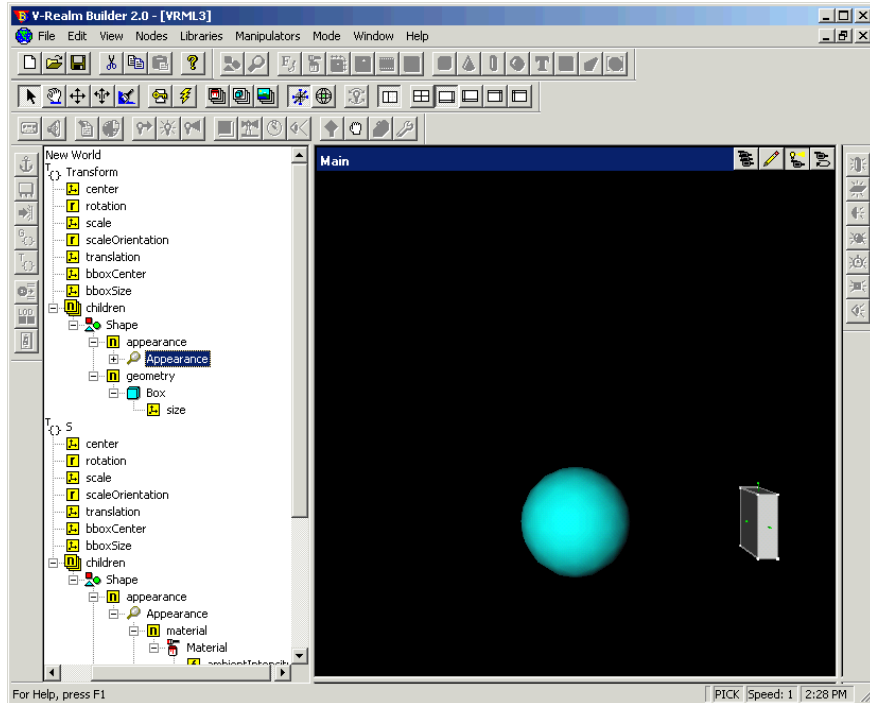 V-Realm Builder 2.0 - [VRML3]
File Edit View Nodes Libraries Manipulators Mode Window Help
New World
Transform
center
rotation
scale
scaleOrientation
translation
bboxCenter
bboxSize
children
Shape
appearance
Appearance
geometry
Box
size
S
center
rotation
scale
scaleOrientation
translation
bboxCenter
bboxSize
children
Shape
appearance
Appearance
material
Material
ambientIntensity
Main
For Help, press F1
PICK Speed: 1 2:28 PM